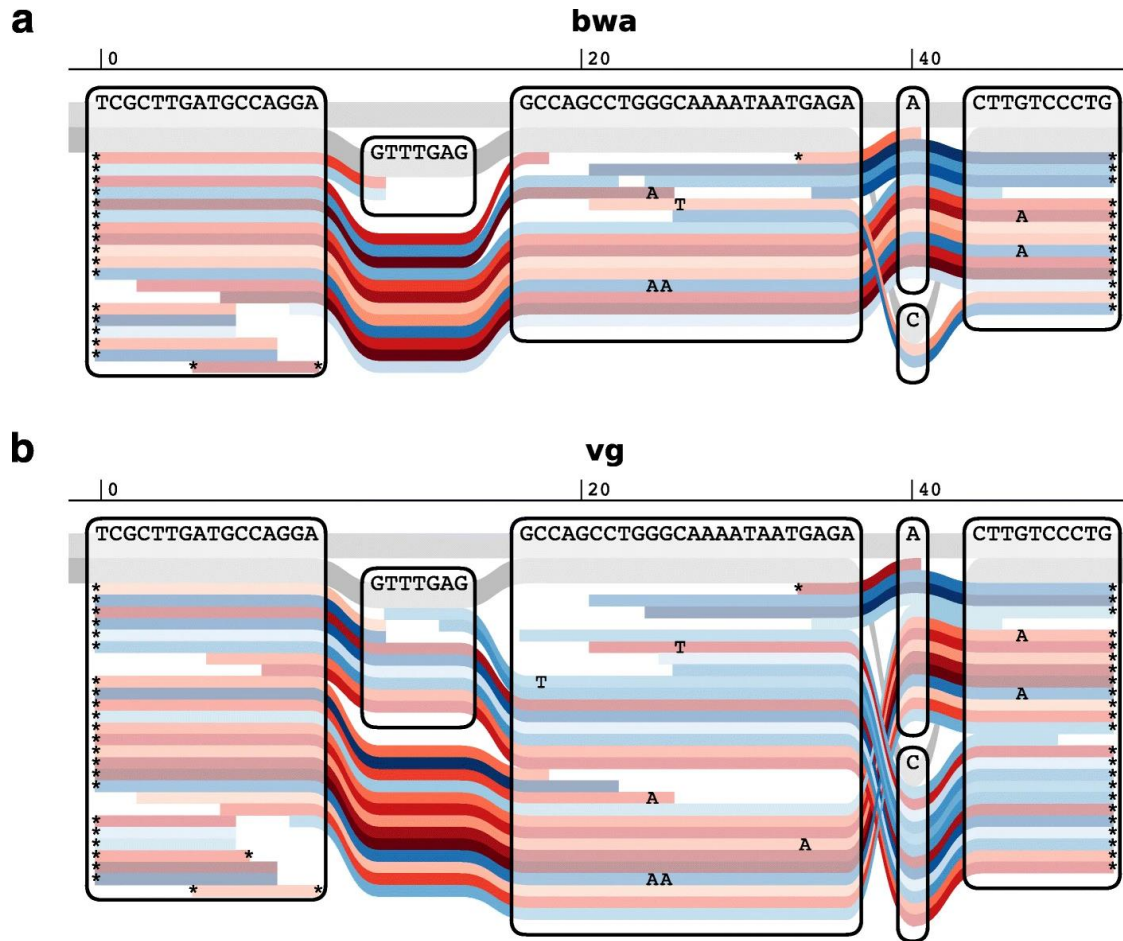 a
bwa
0 20 40
TCGCTTGATGCCAGGA GCCAGCCTGGGCAAAATAATGAGA A CTTGTCCCTG
GTTTGAG
*
*
*
* A
* T *
* A *
* *
* *
* A *
* *
* *
* AA *
*
* C *
*
*
*
*
* *
b
vg
0 20 40
TCGCTTGATGCCAGGA GCCAGCCTGGGCAAAATAATGAGA A CTTGTCCCTG
GTTTGAG
* * *
* *
* *
*
* A *
* T *
*
*
* T *
* A *
*
*
* C *
*
*
* *
*
* A *
* *
* A *
* *
* *
* AA
* *